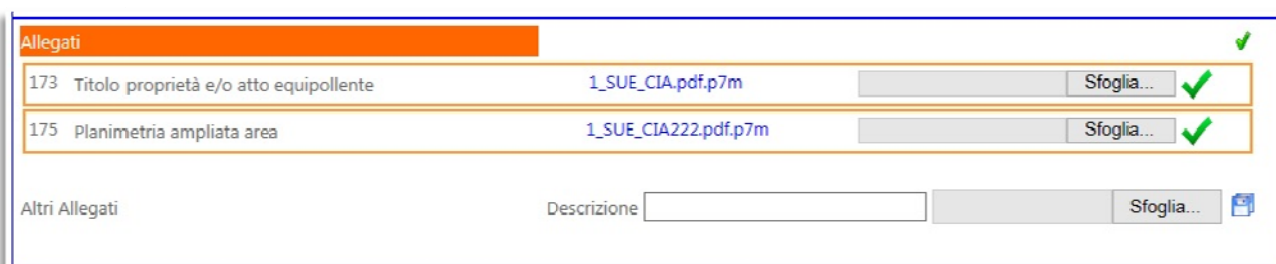 Allegati
173 Titolo proprietà e/o atto equipollente 1_SUE_CIA.pdf.p7m Sfoglia...
175 Planimetria ampliata area 1_SUE_CIA222.pdf.p7m Sfoglia...
Altri Allegati Descrizione Sfoglia...